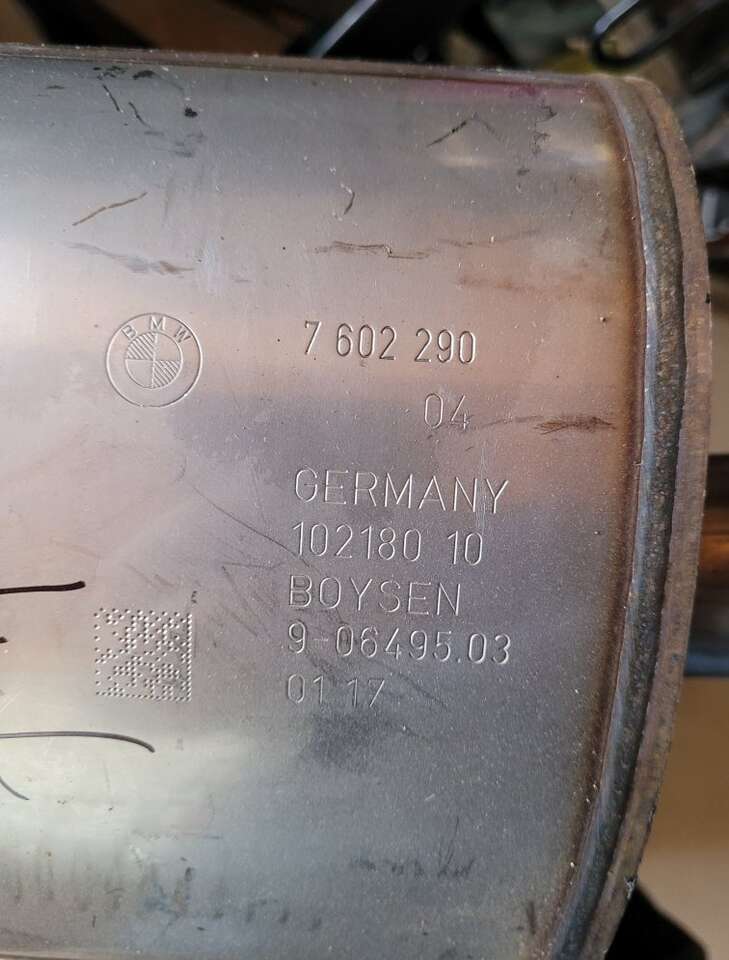 BMW
7 602 290
04
GERMANY
102180 10
BOYSEN
9-06495.03
01 17